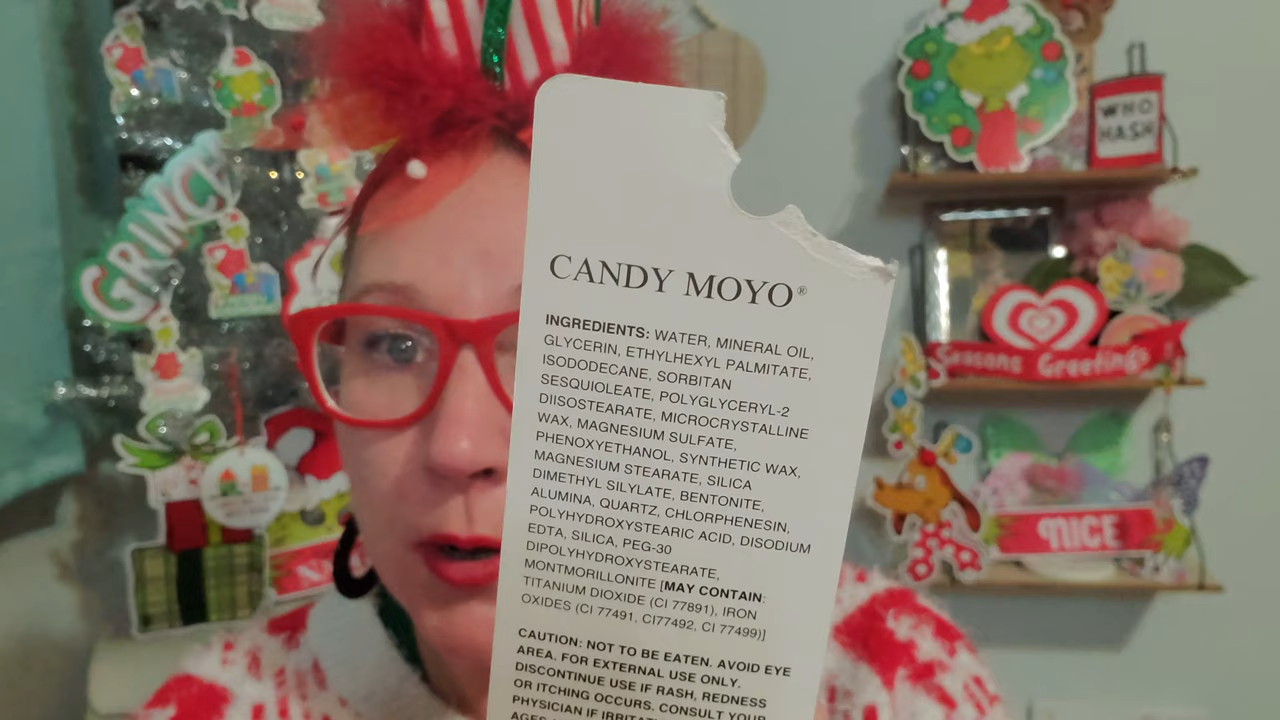 GRINC
WHO
HASH
Seasons Greetings
NICE
CANDY MOYO®
INGREDIENTS: WATER, MINERAL OIL,
GLYCERIN, ETHYLHEXYL PALMITATE,
ISODODECANE, SORBITAN
SESQUIOLEATE, POLYGLYCERYL-2
DIISOSTEARATE, MICROCRYSTALLINE
WAX, MAGNESIUM SULFATE,
PHENOXYETHANOL, SYNTHETIC WAX,
MAGNESIUM STEARATE, SILICA
DIMETHYL SILYLATE, BENTONITE,
ALUMINA, QUARTZ, CHLORPHENESIN,
POLYHYDROXYSTEARIC ACID, DISODIUM
EDTA, SILICA, PEG-30
DIPOLYHYDROXYSTEARATE,
MONTMORILLONITE [MAY CONTAIN:
TITANIUM DIOXIDE (CI 77891), IRON
OXIDES (CI 77491, CI77492, CI 77499)]
CAUTION: NOT TO BE EATEN. AVOID EYE
AREA. FOR EXTERNAL USE ONLY.
DISCONTINUE USE IF RASH, REDNESS
OR ITCHING OCCURS. CONSULT YOUR
PHYSICIAN IF